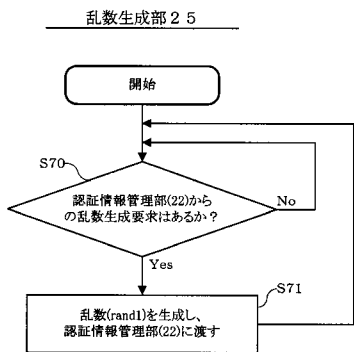 乱数生成部25
開始
S70
認証情報管理部(22)から
の乱数生成要求はあるか?
No
Yes
S71
乱数(rand1)を生成し、
認証情報管理部(22)に渡す